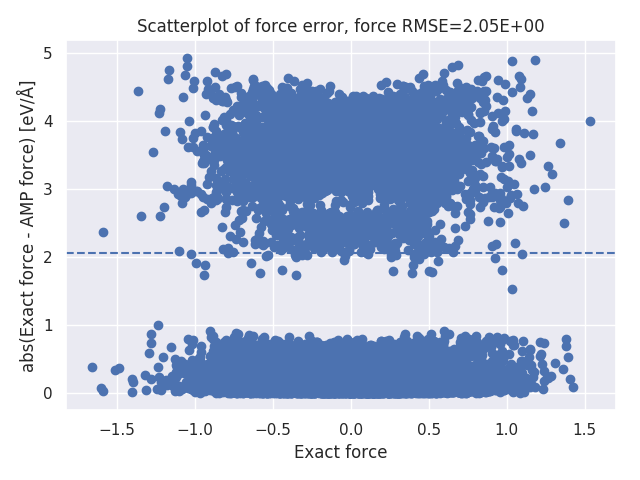 Scatterplot of force error, force RMSE=2.05E+00
abs(Exact force - AMP force) [eV/Å]
5
4
3
2
1
0
−1.5 −1.0 −0.5 0.0 0.5 1.0 1.5
Exact force